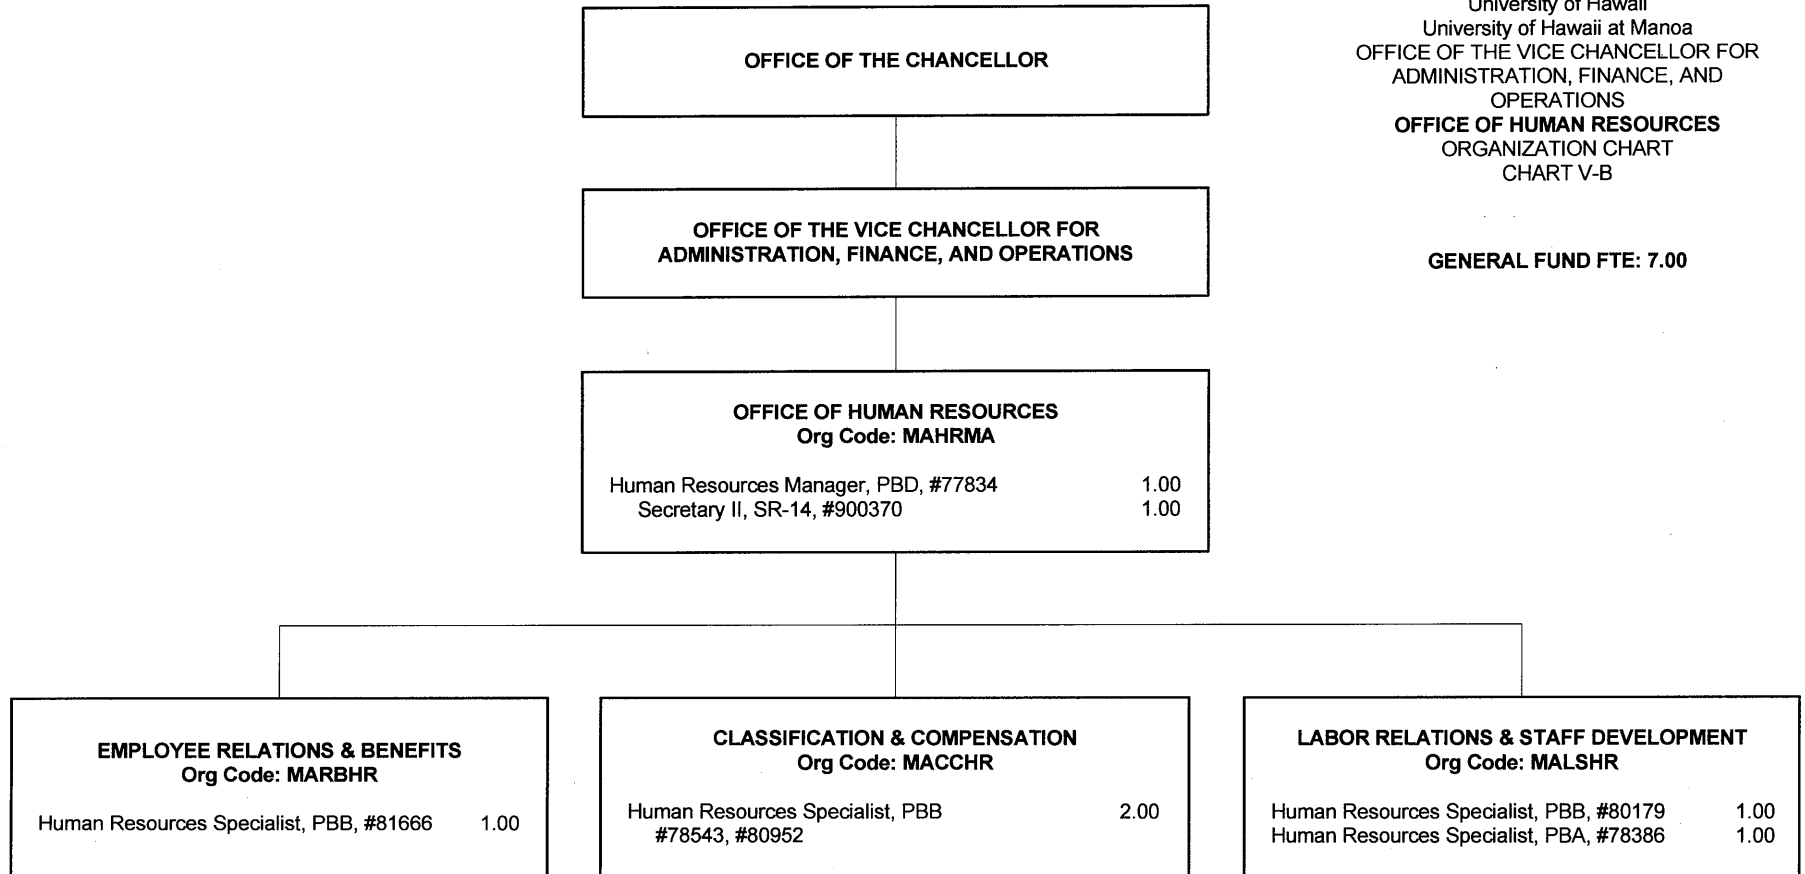 University of Hawaii
University of Hawaii at Manoa
OFFICE OF THE VICE CHANCELLOR FOR
ADMINISTRATION, FINANCE, AND
OPERATIONS
OFFICE OF HUMAN RESOURCES
ORGANIZATION CHART
CHART V-B
GENERAL FUND FTE: 7.00
OFFICE OF THE CHANCELLOR
OFFICE OF THE VICE CHANCELLOR FOR
ADMINISTRATION, FINANCE, AND OPERATIONS
OFFICE OF HUMAN RESOURCES
Org Code: MAHRMA
Human Resources Manager, PBD, #77834 1.00
Secretary II, SR-14, #900370 1.00
EMPLOYEE RELATIONS & BENEFITS
Org Code: MARBHR
Human Resources Specialist, PBB, #81666 1.00
CLASSIFICATION & COMPENSATION
Org Code: MACCHR
Human Resources Specialist, PBB 2.00
#78543, #80952
LABOR RELATIONS & STAFF DEVELOPMENT
Org Code: MALSHR
Human Resources Specialist, PBB, #80179 1.00
Human Resources Specialist, PBA, #78386 1.00